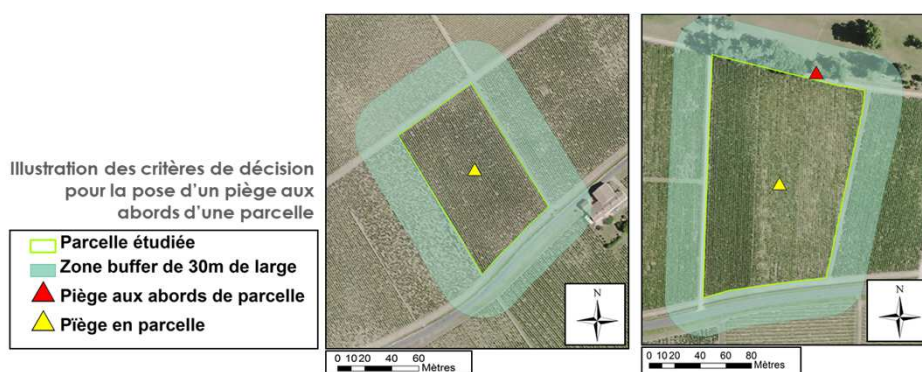 Illustration des critères de décision
pour la pose d'un piège aux
abords d'une parcelle
Parcelle étudiée
Zone buffer de 30m de large
Piège aux abords de parcelle
Pïège en parcelle
N
0 10 20 40 60
Mètres
N
0 10 20 40 60 80
Mètres